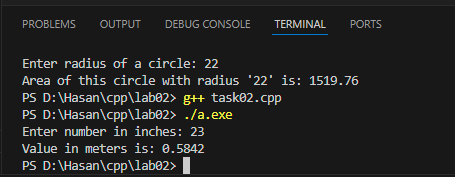 PROBLEMS OUTPUT DEBUG CONSOLE TERMINAL PORTS
Enter radius of a circle: 22
Area of this circle with radius '22' is: 1519.76
PS D:\Hasan\cpp\lab02> g++ task02.cpp
PS D:\Hasan\cpp\lab02> ./a.exe
Enter number in inches: 23
Value in meters is: 0.5842
PS D:\Hasan\cpp\lab02>